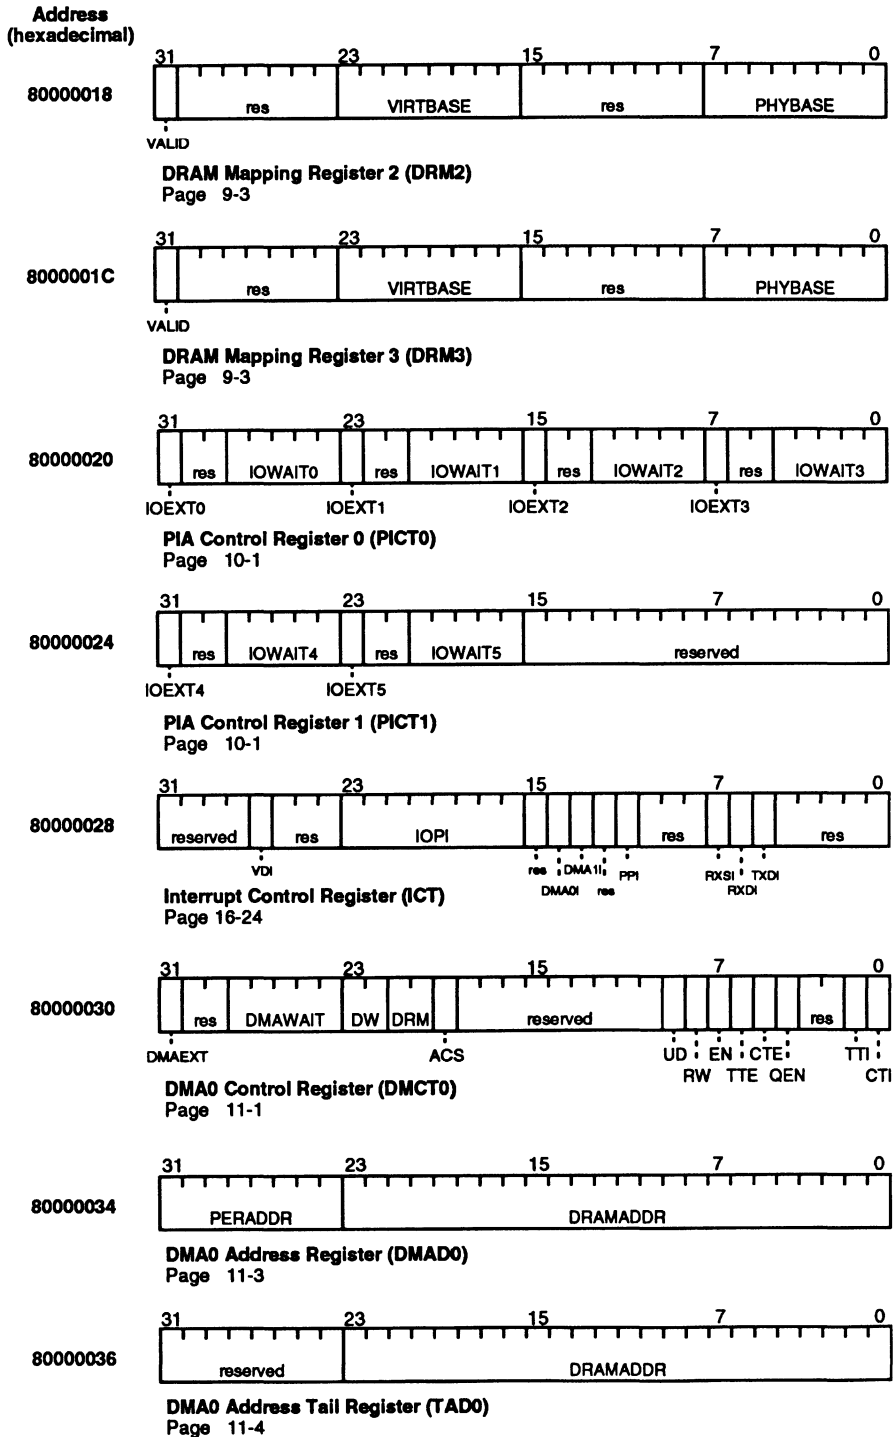 Address
(hexadecimal)
31 23 15 7 0
80000018 res VIRTBASE res PHYBASE
VALID
DRAM Mapping Register 2 (DRM2)
Page 9-3
31 23 15 7 0
8000001C res VIRTBASE res PHYBASE
VALID
DRAM Mapping Register 3 (DRM3)
Page 9-3
31 23 15 7 0
80000020 res IOWAIT0 res IOWAIT1 res IOWAIT2 res IOWAIT3
IOEXT0 IOEXT1 IOEXT2 IOEXT3
PIA Control Register 0 (PICT0)
Page 10-1
31 23 15 7 0
80000024 res IOWAIT4 res IOWAIT5 reserved
IOEXT4 IOEXT5
PIA Control Register 1 (PICT1)
Page 10-1
31 23 15 7 0
80000028 reserved res IOPI res res
VDI res DMA1I PPI RXSI TXDI
DMA0I res RXDI
Interrupt Control Register (ICT)
Page 16-24
31 23 15 7 0
80000030 res DMAWAIT DW DRM reserved res
DMAEXT ACS UD EN CTE TTI
RW TTE QEN CTI
DMA0 Control Register (DMCT0)
Page 11-1
31 23 15 7 0
80000034 PERADDR DRAMADDR
DMA0 Address Register (DMAD0)
Page 11-3
31 23 15 7 0
80000036 reserved DRAMADDR
DMA0 Address Tail Register (TAD0)
Page 11-4